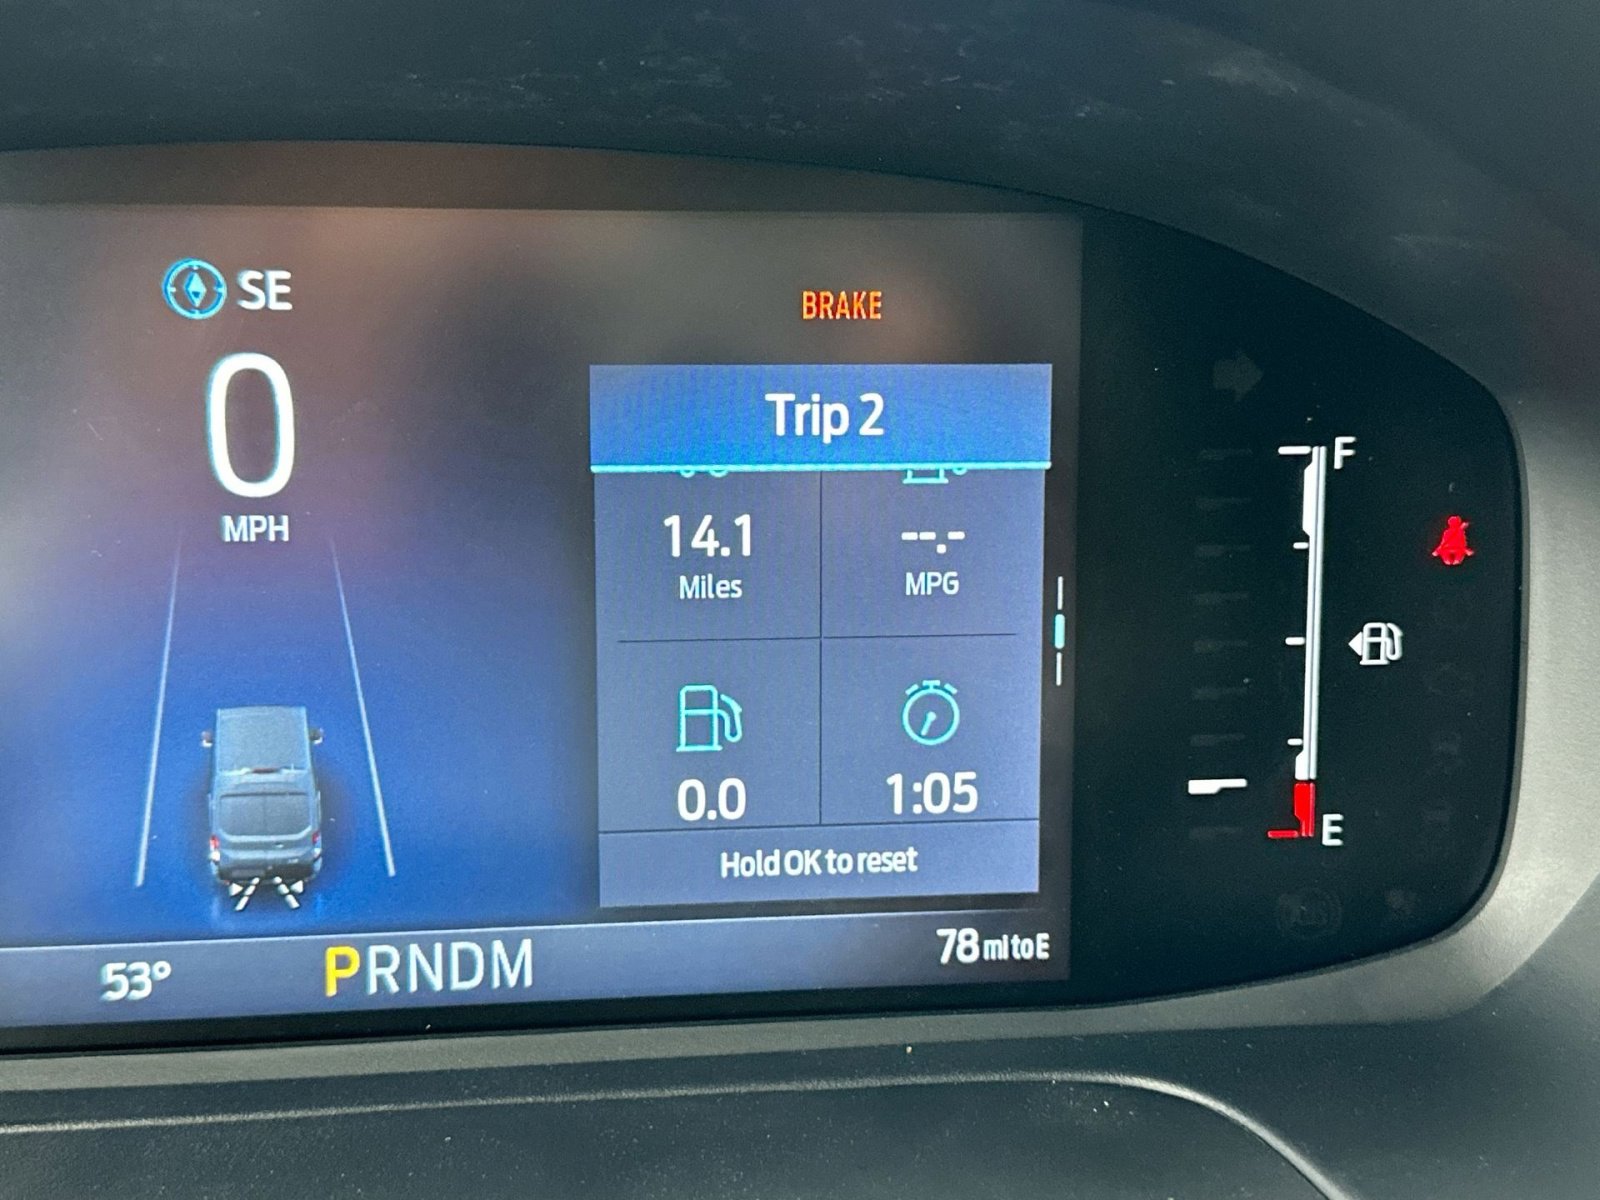 SE
0
MPH
BRAKE
Trip 2
14.1
Miles
--.-
MPG
0.0
1:05
Hold OK to reset
F
E
53°
PRNDM
78 mi to E